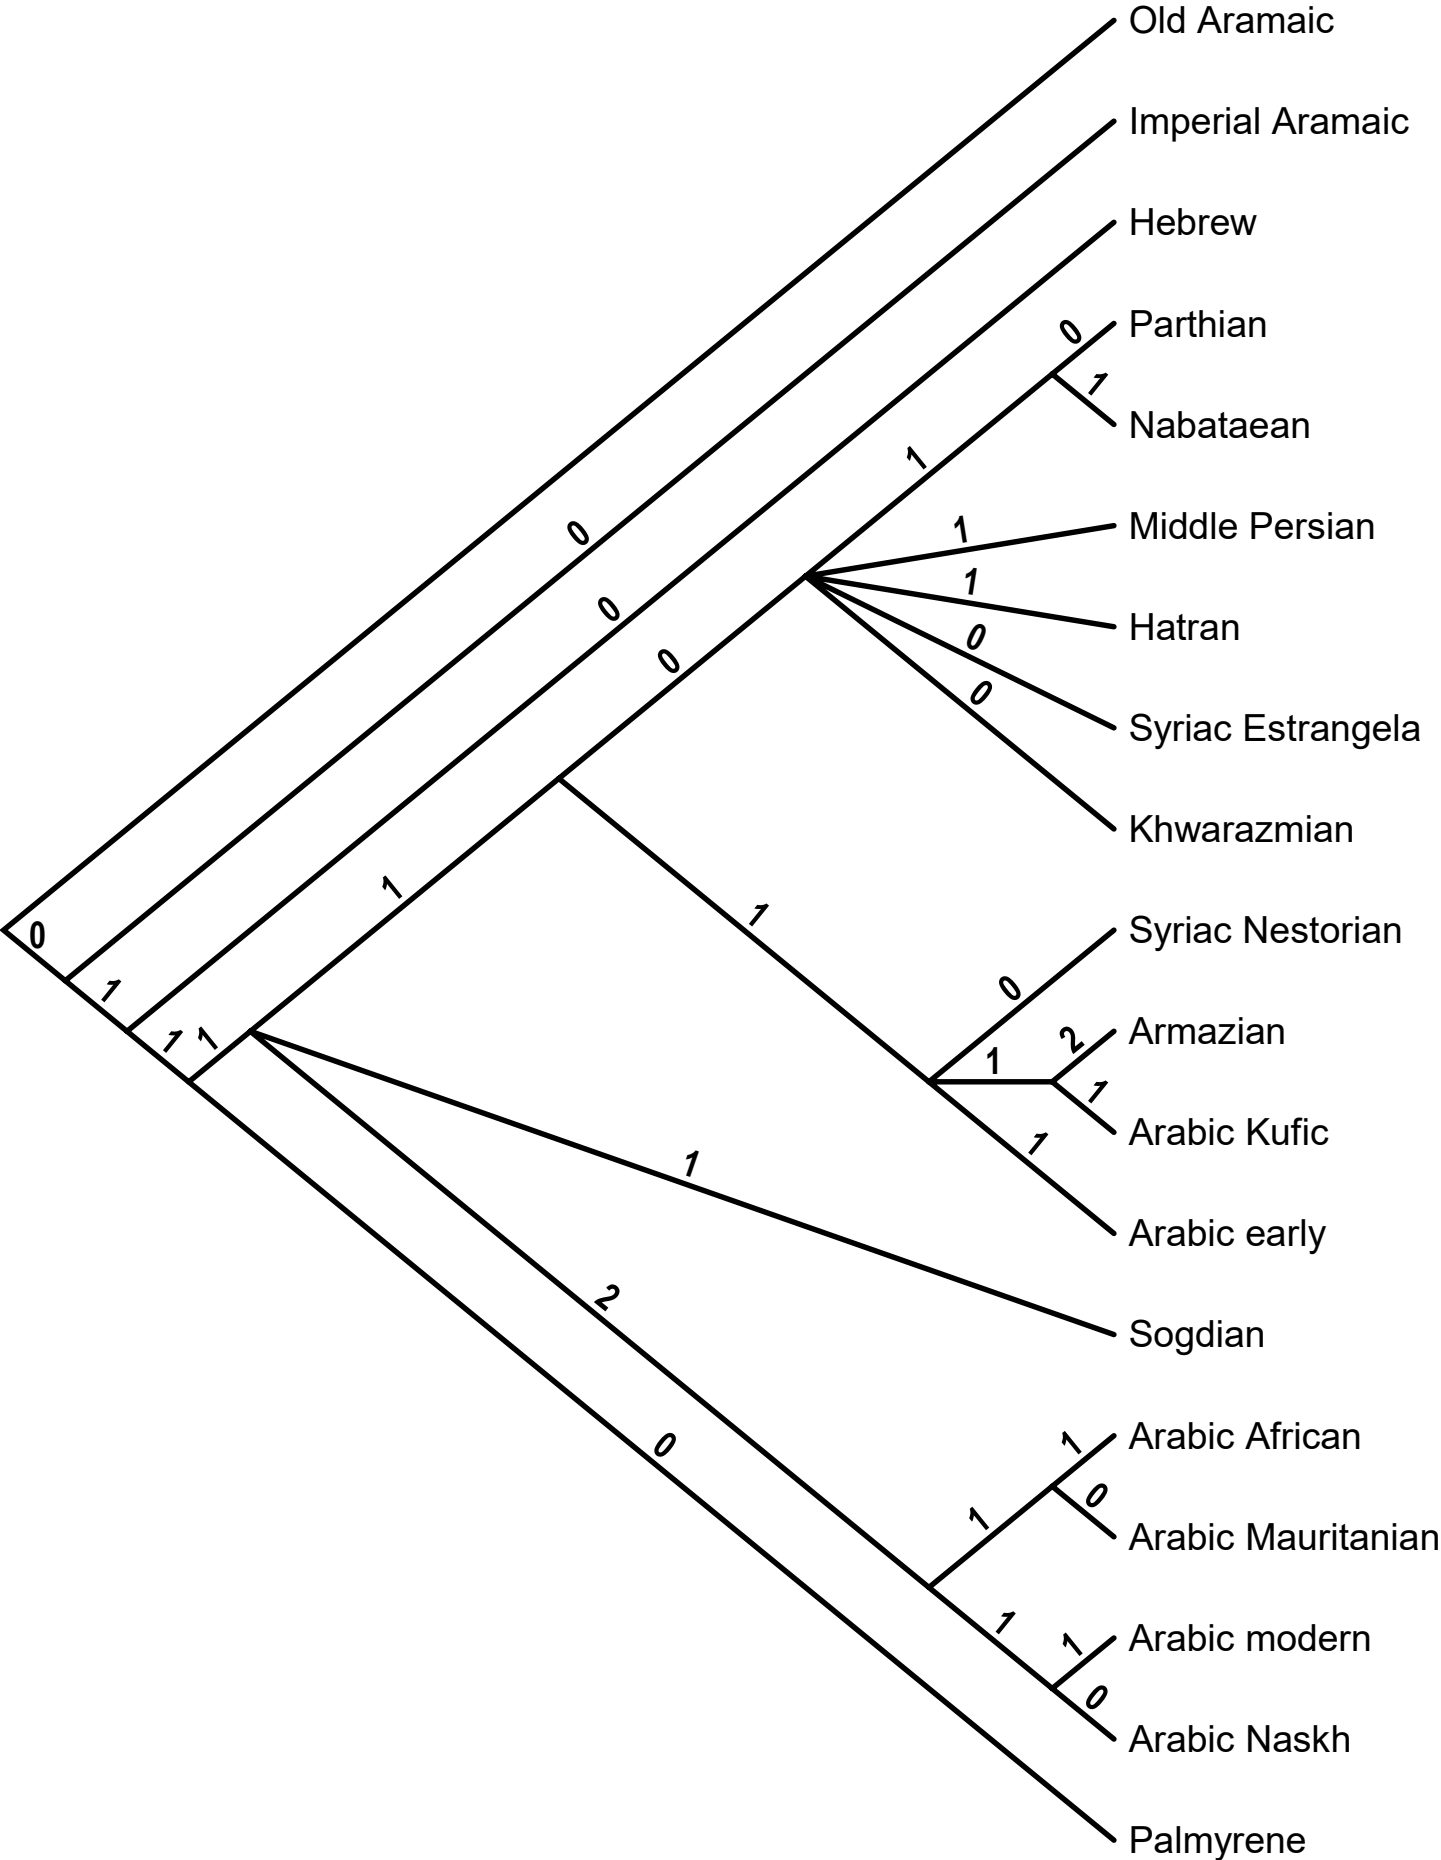 Old Aramaic
Imperial Aramaic
Hebrew
0 Parthian
1
Nabataean
1
1 Middle Persian
0
1
Hatran
0
0
0
0
Syriac Estrangela
Khwarazmian
1
1
0
Syriac Nestorian
0
1
2 Armazian
1 1
1
1
Arabic Kufic
1
1
Arabic early
2
Sogdian
0
1 Arabic African
0
1
Arabic Mauritanian
1
1 Arabic modern
0
Arabic Naskh
Palmyrene